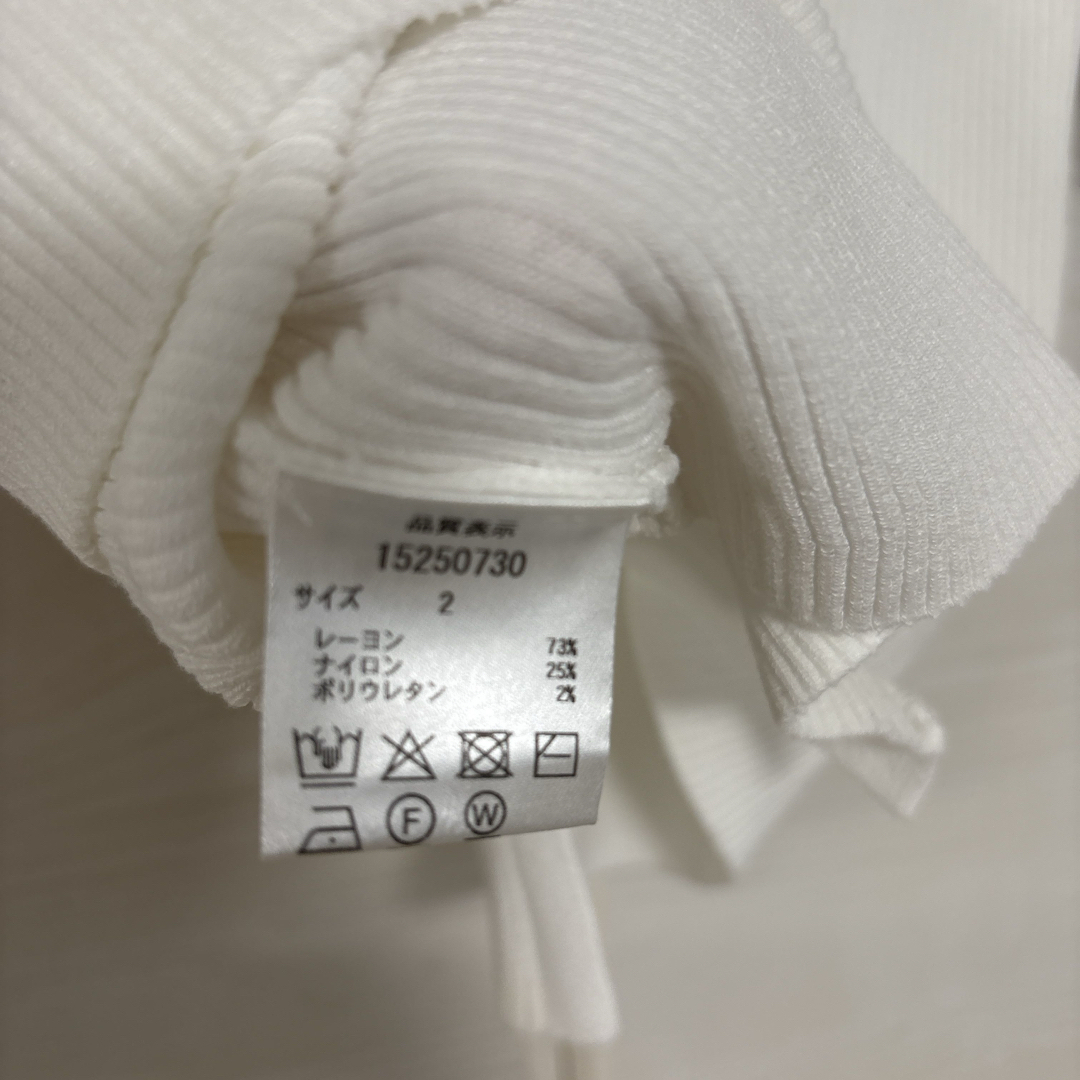 品質表示
15250730
サイズ 2
レーヨン 73%
ナイロン 25%
ポリウレタン 2%
F W